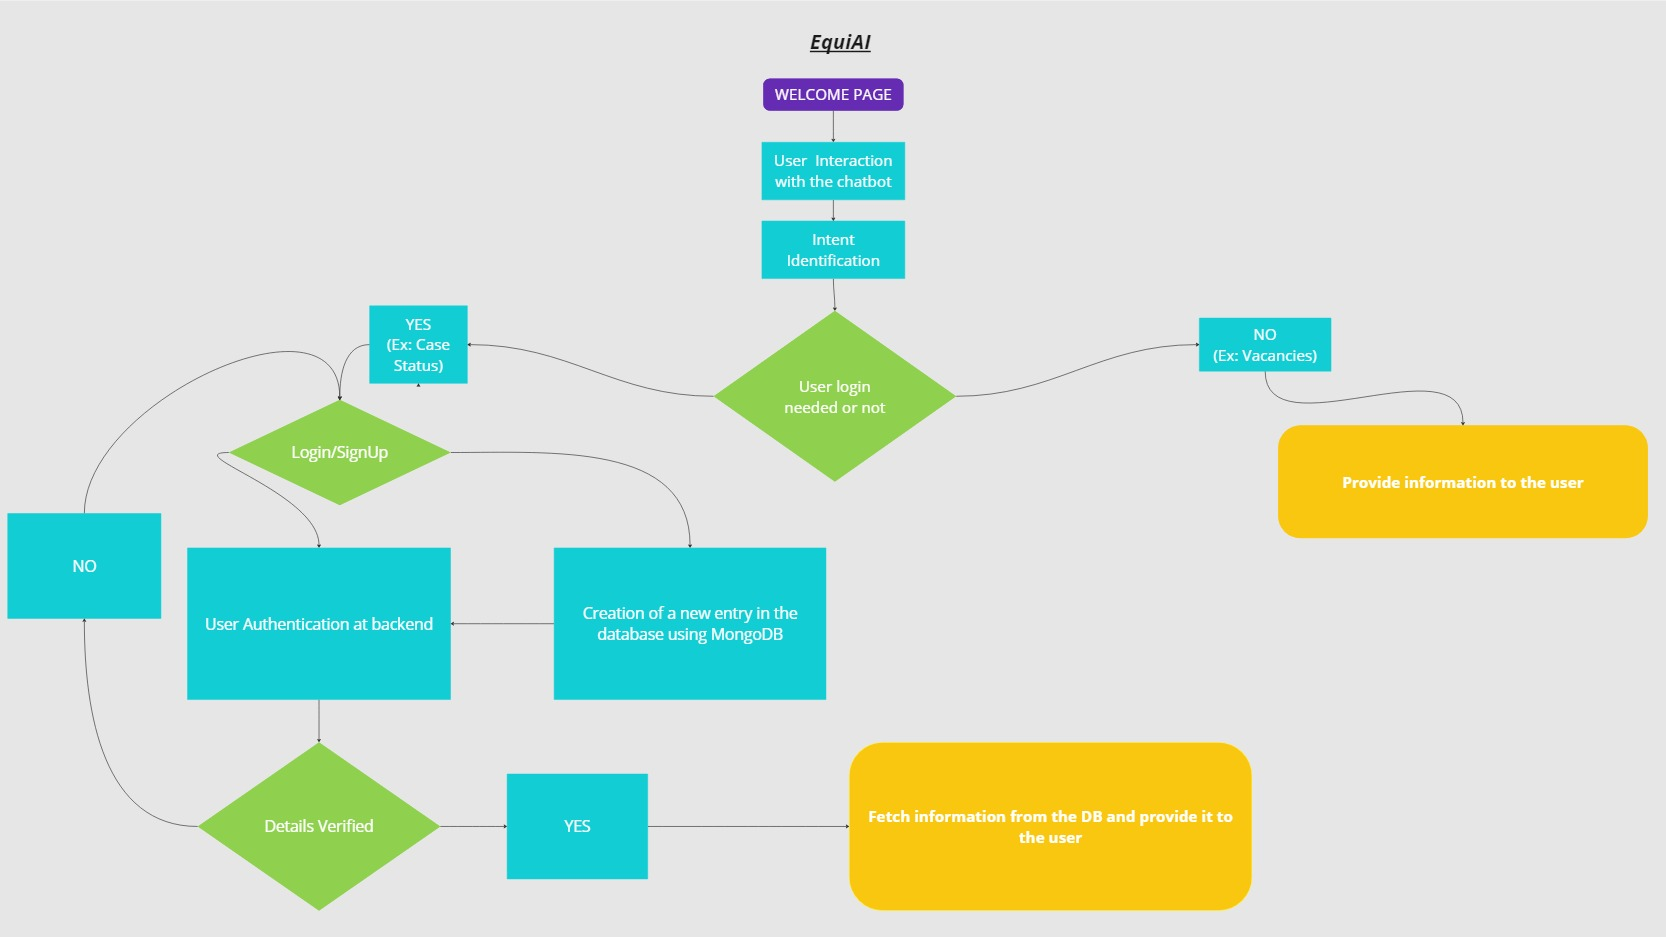 EquiAI
WELCOME PAGE
User Interaction
with the chatbot
Intent
Identification
YES
(Ex: Case
Status)
User login
needed or not
NO
(Ex: Vacancies)
Login/SignUp
Provide information to the user
NO
User Authentication at backend
Creation of a new entry in the
database using MongoDB
Details Verified
YES
Fetch information from the DB and provide it to
the user